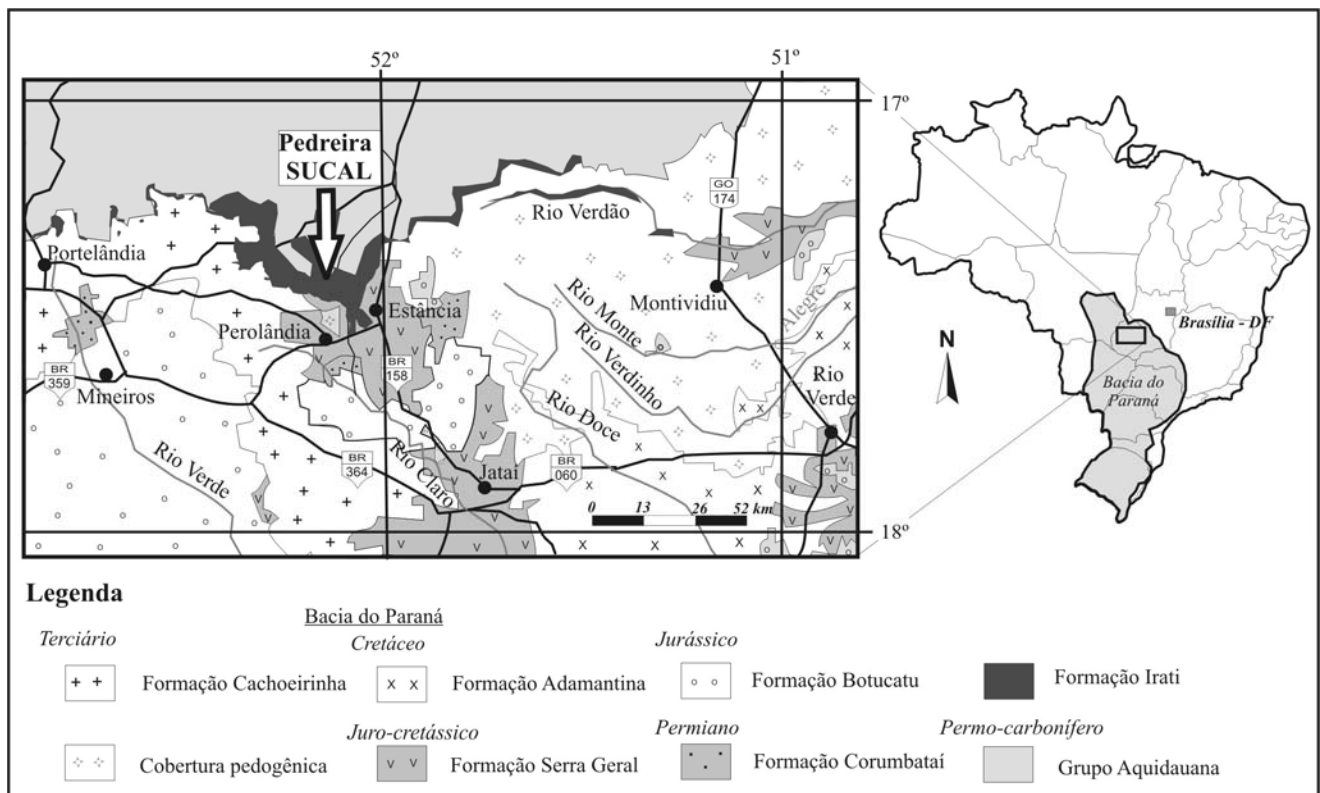 52º
51º
17º
Pedreira
SUCAL
GO
174
Rio Verdão
Portelândia
Montividiu
Estância
Perolândia
Alegre
Rio Monte
Rio Verdinho
Brasília - DF
N
BR
359
Mineiros
BR
158
Rio
Verde
Bacia do
Paraná
Rio Doce
Rio Verde
BR
364
Rio Claro
Jatai
BR
060
0 13 26 52 km
18º
Legenda
Bacia do Paraná
Terciário
Cretáceo
Jurássico
Formação Cachoeirinha
Formação Adamantina
Formação Botucatu
Formação Irati
Juro-cretássico
Permiano
Permo-carbonífero
Cobertura pedogênica
Formação Serra Geral
Formação Corumbataí
Grupo Aquidauana